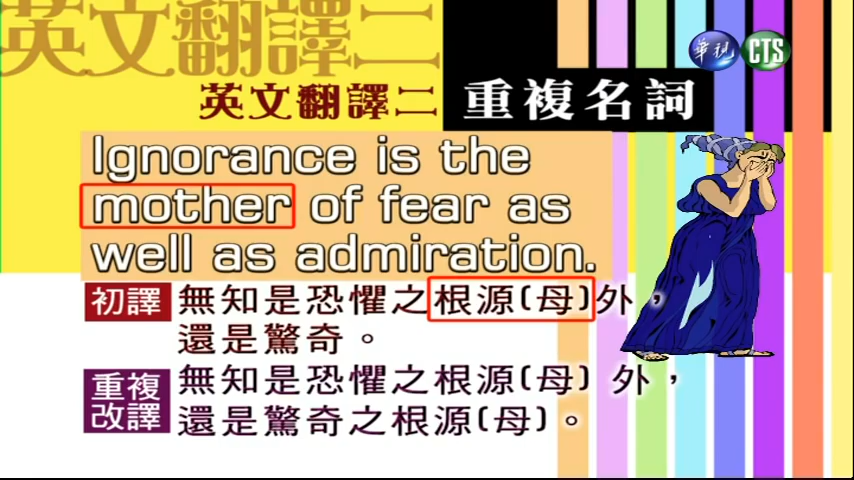 英文翻譯二
華視 CTS
英文翻譯二 重複名詞
Ignorance is the
mother of fear as
well as admiration.
初譯 無知是恐懼之根源(母)外，
還是驚奇。
重複
改譯
無知是恐懼之根源(母) 外，
還是驚奇之根源(母)。